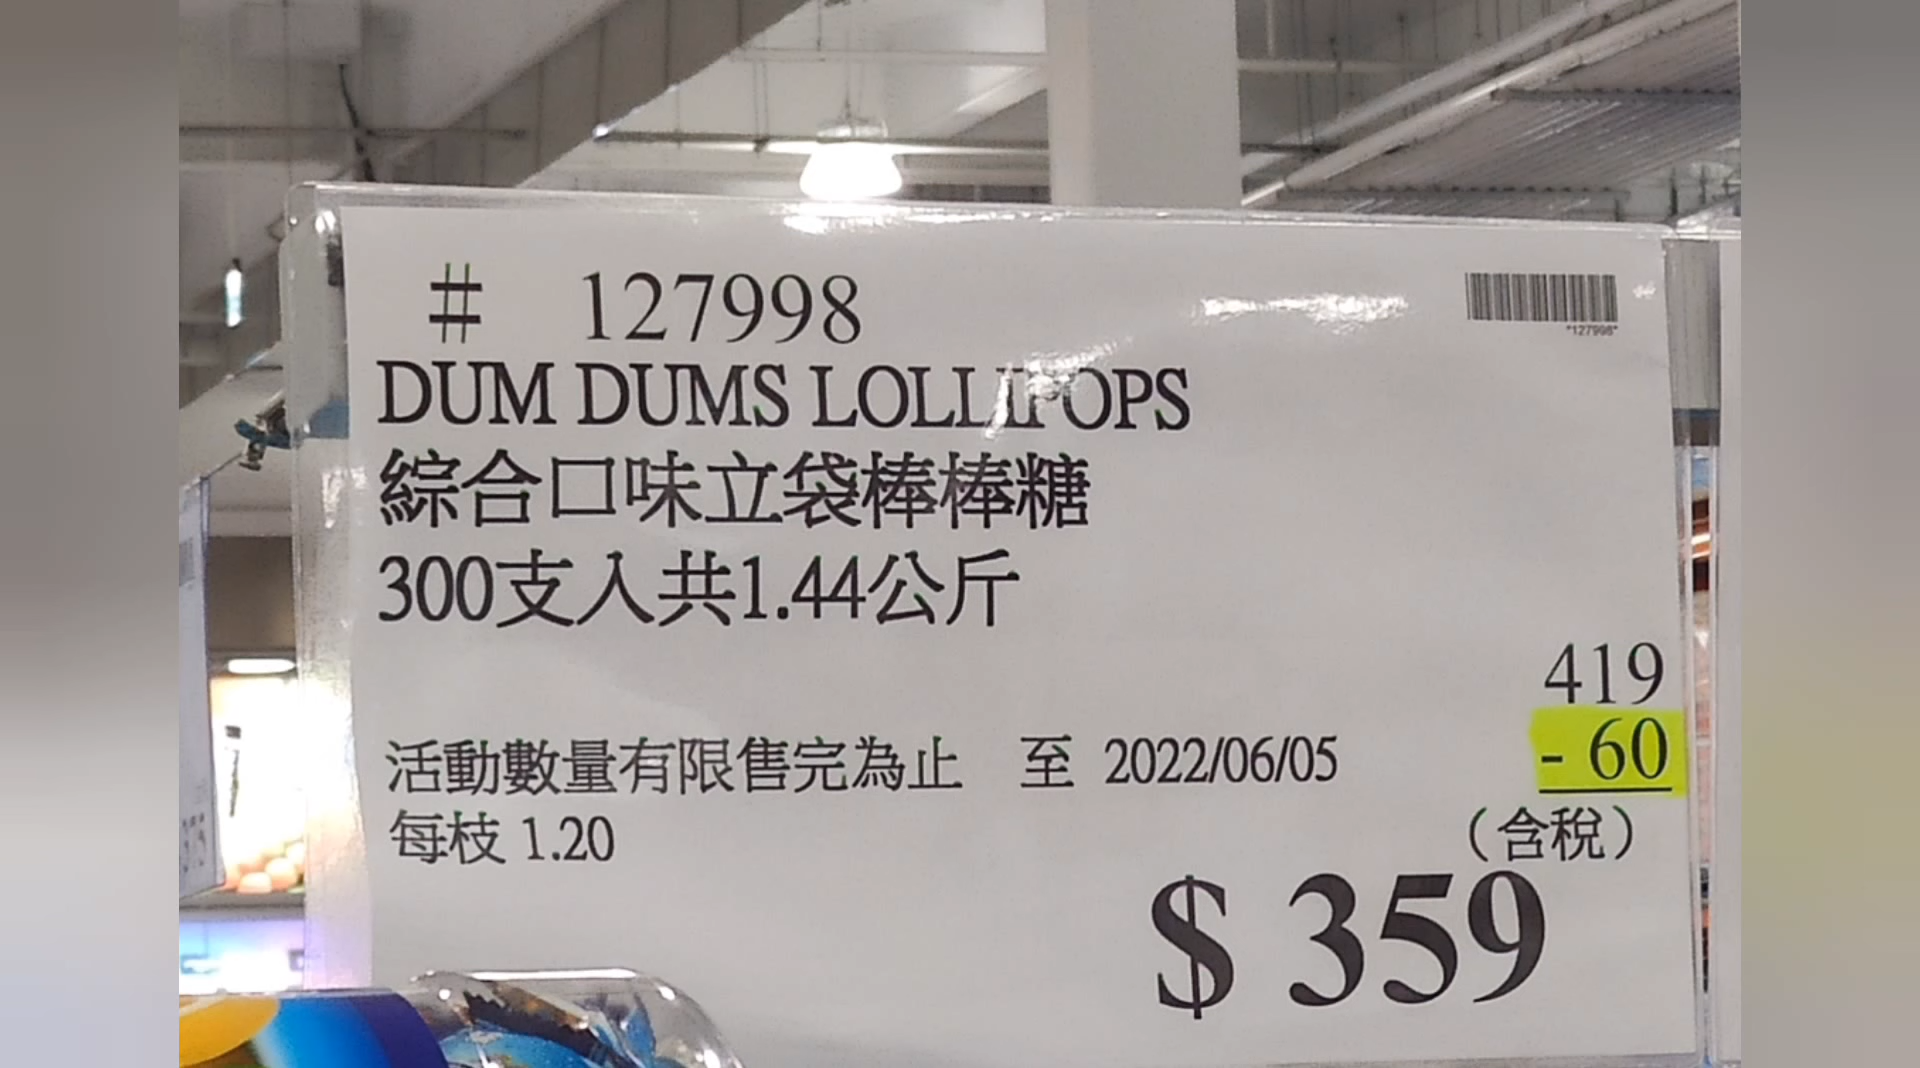 # 127998
*127998*
DUM DUMS LOLLIPOPS
綜合口味立袋棒棒糖
300支入共1.44公斤
419
- 60
活動數量有限售完為止 至 2022/06/05
(含稅)
每枝 1.20
$ 359